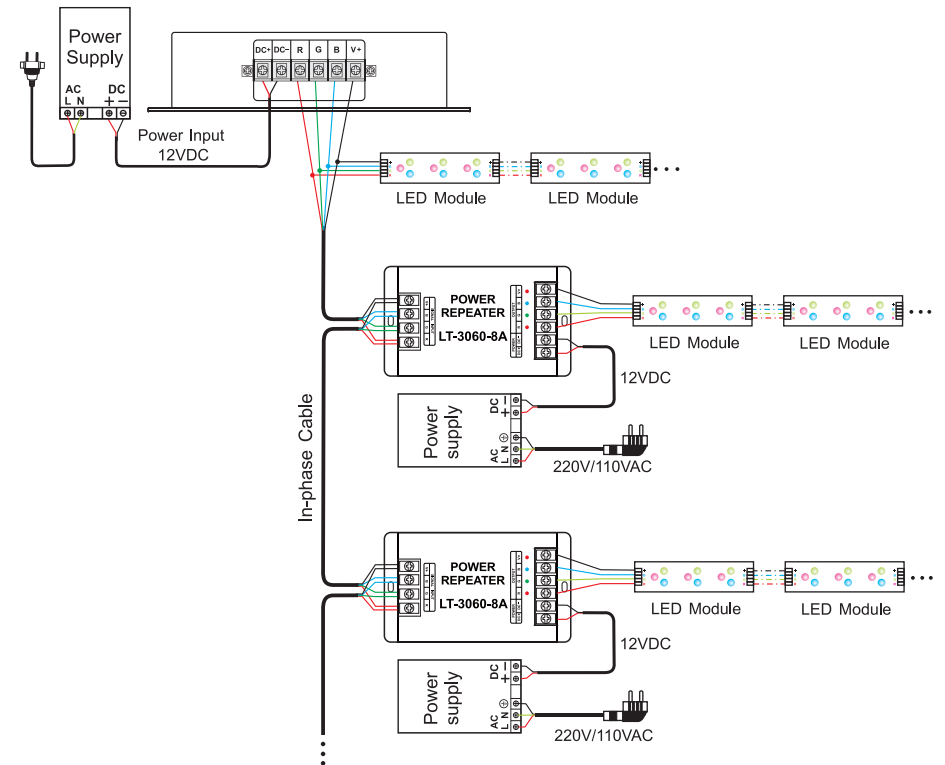 Power
Supply
AC DC
L N + −
DC+ DC− R G B V+
Power Input
12VDC
LED Module
LED Module
POWER
REPEATER
LT-3060-8A
LED Module
LED Module
12VDC
Power
supply
DC
+ −
AC
L N
220V/110VAC
In-phase Cable
POWER
REPEATER
LT-3060-8A
LED Module
LED Module
12VDC
Power
supply
DC
+ −
AC
L N
220V/110VAC